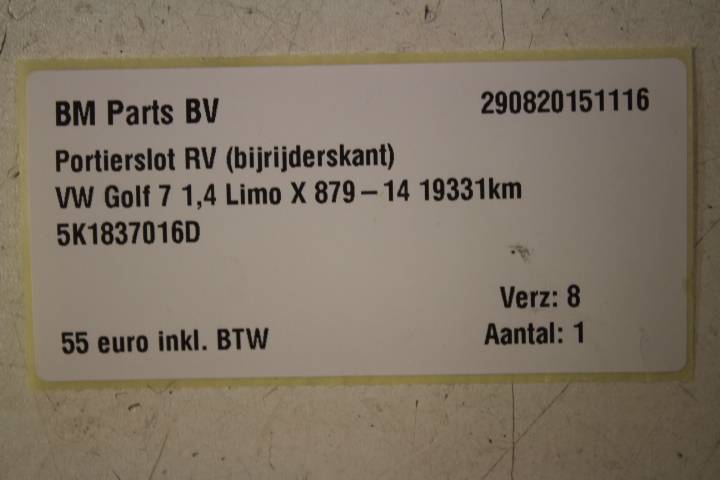 BM Parts BV 290820151116
Portierslot RV (bijrijderskant)
VW Golf 7 1,4 Limo X 879-14 19331km
5K1837016D
Verz: 8
55 euro inkl. BTW Aantal: 1